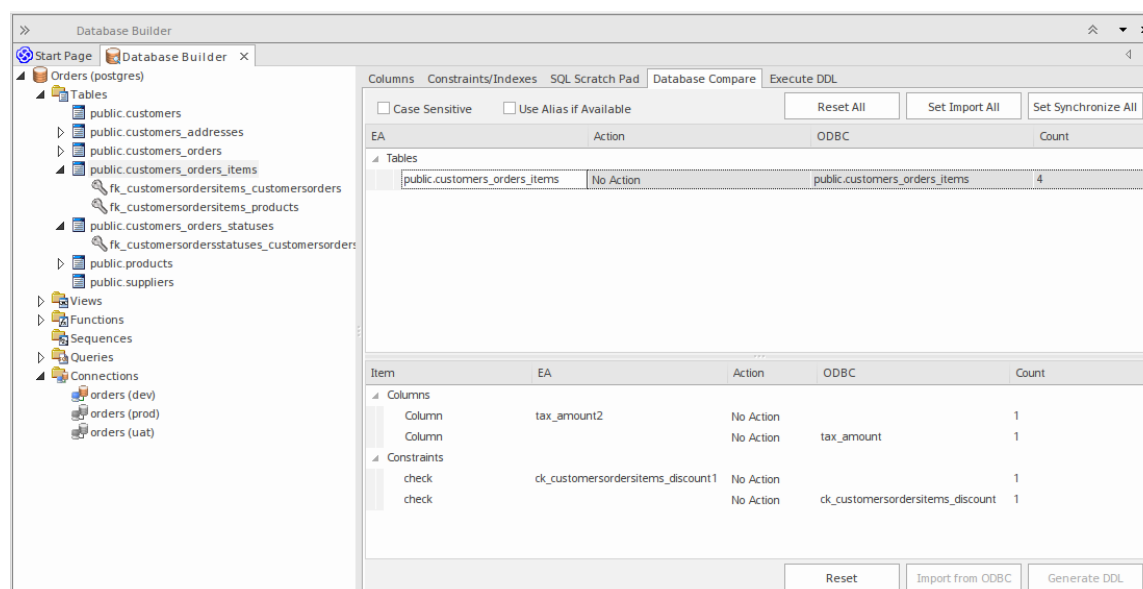 Database Builder
Start Page Database Builder
Orders (postgres)
Tables
public.customers
public.customers_addresses
public.customers_orders
public.customers_orders_items
fk_customersordersitems_customersorders
fk_customersordersitems_products
public.customers_orders_statuses
fk_customersordersstatuses_customersorders
public.products
public.suppliers
Views
Functions
Sequences
Queries
Connections
orders (dev)
orders (prod)
orders (uat)
Columns Constraints/Indexes SQL Scratch Pad Database Compare Execute DDL
Case Sensitive Use Alias if Available Reset All Set Import All Set Synchronize All
EA Action ODBC Count
Tables
public.customers_orders_items No Action public.customers_orders_items 4
Item EA Action ODBC Count
Columns
Column tax_amount2 No Action 1
Column No Action tax_amount 1
Constraints
check ck_customersordersitems_discount1 No Action 1
check No Action ck_customersordersitems_discount 1
Reset Import from ODBC Generate DDL